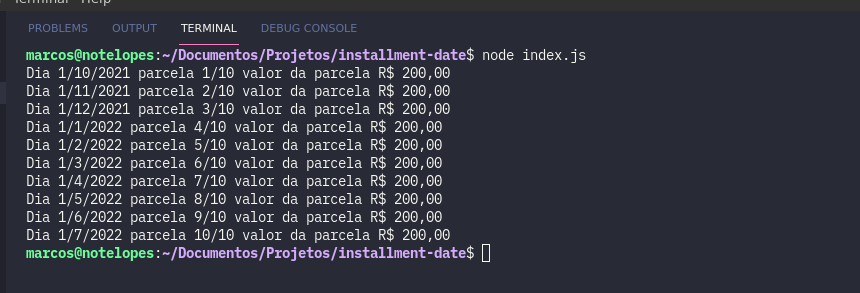 Terminal Help
PROBLEMS OUTPUT TERMINAL DEBUG CONSOLE
marcos@notelopes:~/Documentos/Projetos/installment-date$ node index.js
Dia 1/10/2021 parcela 1/10 valor da parcela R$ 200,00
Dia 1/11/2021 parcela 2/10 valor da parcela R$ 200,00
Dia 1/12/2021 parcela 3/10 valor da parcela R$ 200,00
Dia 1/1/2022 parcela 4/10 valor da parcela R$ 200,00
Dia 1/2/2022 parcela 5/10 valor da parcela R$ 200,00
Dia 1/3/2022 parcela 6/10 valor da parcela R$ 200,00
Dia 1/4/2022 parcela 7/10 valor da parcela R$ 200,00
Dia 1/5/2022 parcela 8/10 valor da parcela R$ 200,00
Dia 1/6/2022 parcela 9/10 valor da parcela R$ 200,00
Dia 1/7/2022 parcela 10/10 valor da parcela R$ 200,00
marcos@notelopes:~/Documentos/Projetos/installment-date$